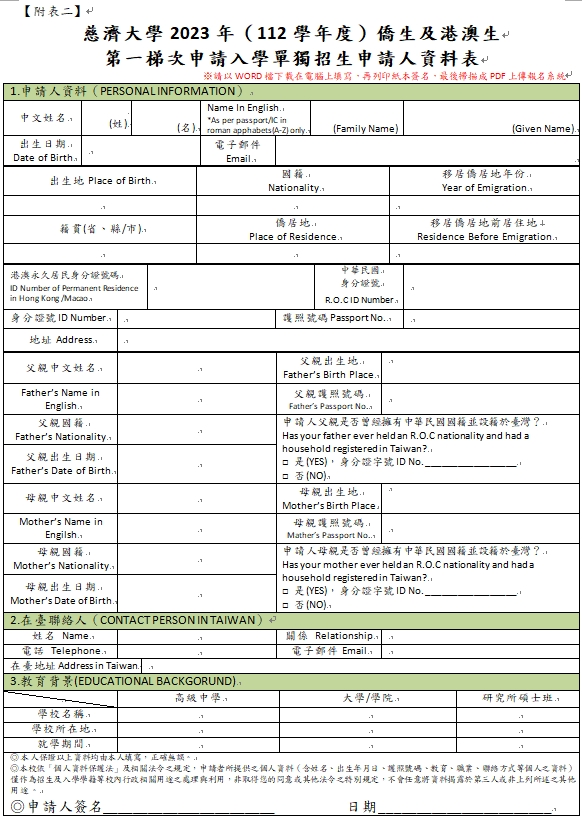 【附表二】
慈濟大學 2023 年（112 學年度）僑生及港澳生
第一梯次申請入學單獨招生申請人資料表
※請以 WORD 檔下載在電腦上填寫，再列印紙本簽名，最後掃描成 PDF 上傳報名系統
1.申請人資料（PERSONAL INFORMATION）
中文姓名 (姓) (名) Name In English. *As per passport/IC in roman apphabets(A-Z) only. (Family Name) (Given Name)
出生日期 Date of Birth 電子郵件 Email
出生地 Place of Birth 國籍 Nationality 移居僑居地年份 Year of Emigration
籍貫(省、縣/市) 僑居地 Place of Residence 移居僑居地前居住地 Residence Before Emigration
港澳永久居民身分證號碼 ID Number of Permanent Residence in Hong Kong /Macao 中華民國身分證號 R.O.C ID Number
身分證號 ID Number 護照號碼 Passport No.
地址 Address
父親中文姓名 父親出生地 Father's Birth Place
Father's Name in English 父親護照號碼 Father's Passport No.
父親國籍 Father's Nationality 申請人父親是否曾經擁有中華民國國籍並設籍於臺灣？
Has your father ever held an R.O.C nationality and had a household registered in Taiwan?
父親出生日期 Father's Date of Birth □ 是(YES)，身分證字號 ID No.__________________
□ 否(NO)
母親中文姓名 母親出生地 Mother's Birth Place
Mother's Name in Engilsh 母親護照號碼 Mather's Passport No.
母親國籍 Mother's Nationality 申請人母親是否曾經擁有中華民國國籍並設籍於臺灣？
Has your mother ever held an R.O.C nationality and had a household registered in Taiwan?
母親出生日期 Mother's Date of Birth □ 是(YES)，身分證字號 ID No.__________________
□ 否(NO)
2.在臺聯絡人（CONTACT PERSON IN TAIWAN）
姓名 Name 關係 Relationship
電話 Telephone 電子郵件 Email
在臺地址 Address in Taiwan
3.教育背景(EDUCATIONAL BACKGORUND)
高級中學 大學/學院 研究所碩士班
學校名稱
學校所在地
就學期間
◎本人保證以上資料均由本人填寫，正確無誤。
◎本校依「個人資料保護法」及相關法令之規定，申請者所提供之個人資料（含姓名、出生年月日、護照號碼、教育、職業、聯絡方式等個人之資料）
僅作為招生及入學學籍等校內行政相關用途之處理與利用，非取得您的同意或其他法令之特別規定，不會任意將資料揭露於第三人或非上列所述之其他
用途。
◎申請人簽名____________________ 日期____________________